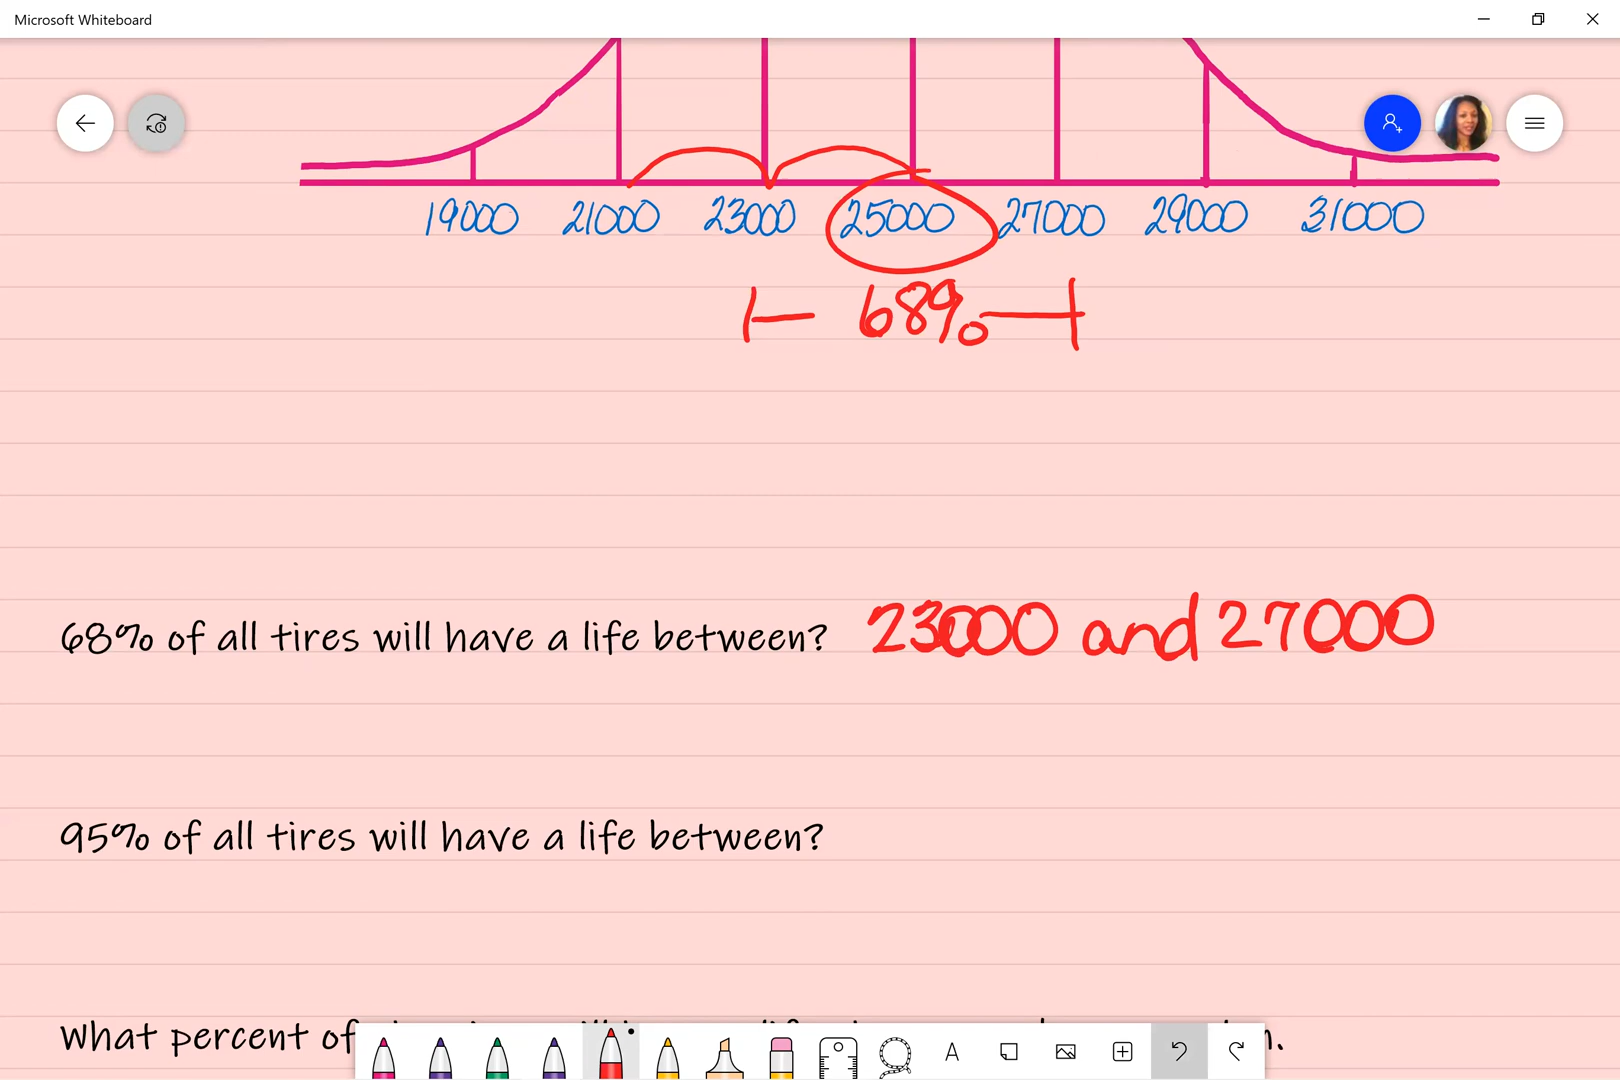 Microsoft Whiteboard
19000 21000 23000 25000 27000 29000 31000
68%
68% of all tires will have a life between? 23000 and 27000
95% of all tires will have a life between?
What percent of